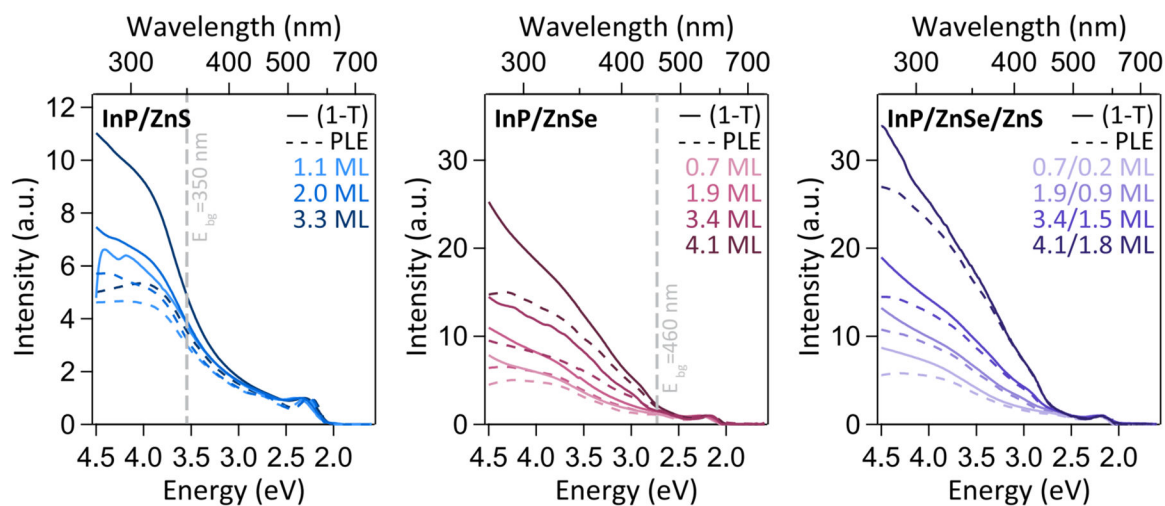 Wavelength (nm)
300 400 500 700
InP/ZnS
— (1-T)
- - - PLE
1.1 ML
2.0 ML
3.3 ML
E bg=350 nm
12
10
8
6
4
2
0
Intensity (a.u.)
4.5 4.0 3.5 3.0 2.5 2.0
Energy (eV)
Wavelength (nm)
300 400 500 700
InP/ZnSe
— (1-T)
- - - PLE
0.7 ML
1.9 ML
3.4 ML
4.1 ML
E bg=460 nm
30
20
10
0
Intensity (a.u.)
4.5 4.0 3.5 3.0 2.5 2.0
Energy (eV)
Wavelength (nm)
300 400 500 700
InP/ZnSe/ZnS
— (1-T)
- - - PLE
0.7/0.2 ML
1.9/0.9 ML
3.4/1.5 ML
4.1/1.8 ML
30
20
10
0
Intensity (a.u.)
4.5 4.0 3.5 3.0 2.5 2.0
Energy (eV)